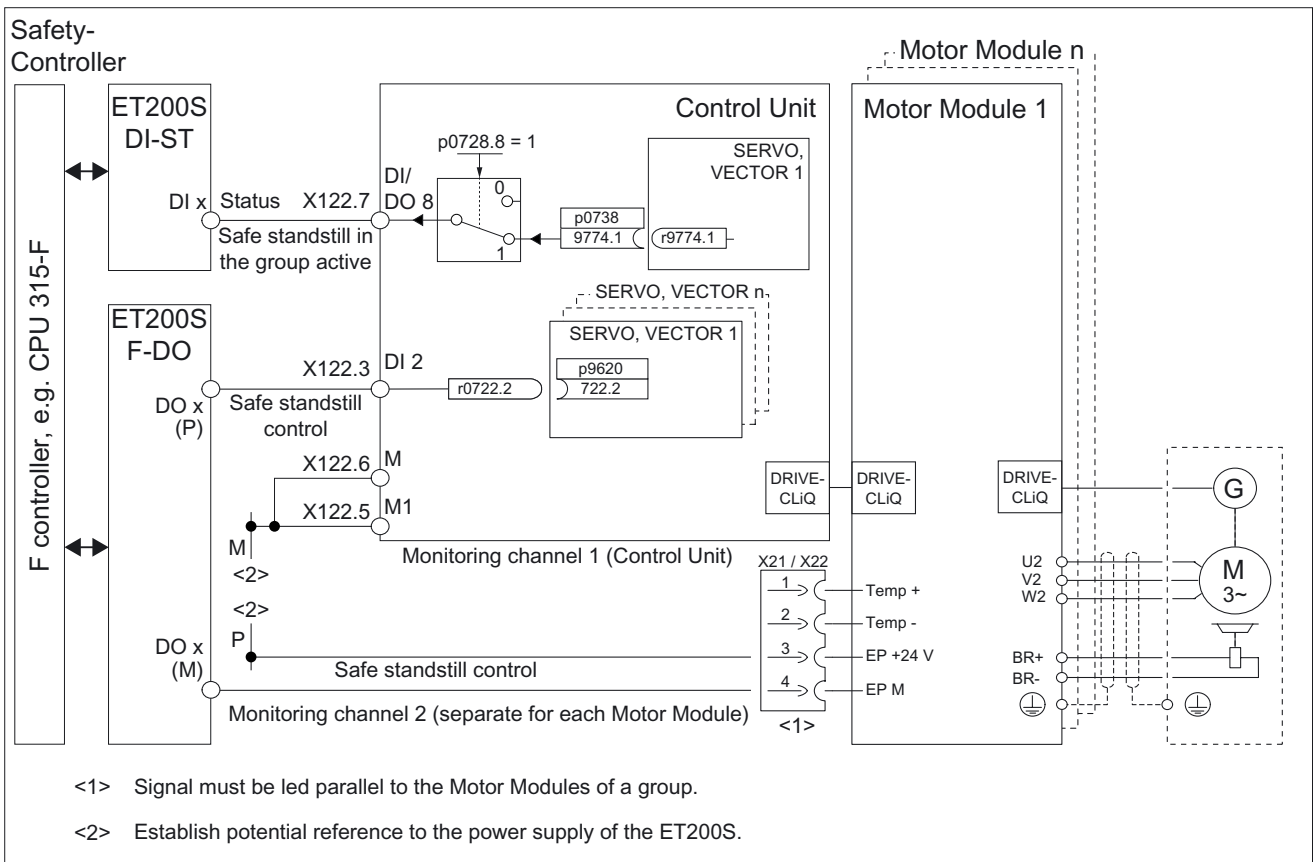 Safety-
Controller
F controller, e.g. CPU 315-F
ET200S
DI-ST
DI x
Status
X122.7
Safe standstill in
the group active
ET200S
F-DO
DO x
(P)
X122.3
Safe standstill
control
X122.6
X122.5
M
<2>
<2>
P
DO x
(M)
Safe standstill control
Monitoring channel 2 (separate for each Motor Module)
Control Unit
p0728.8 = 1
DI/
DO 8
0
1
p0738
9774.1
r9774.1
SERVO,
VECTOR 1
DI 2
r0722.2
SERVO, VECTOR n
SERVO, VECTOR 1
p9620
722.2
M
M1
DRIVE-
CLiQ
Monitoring channel 1 (Control Unit)
Motor Module n
Motor Module 1
DRIVE-
CLiQ
DRIVE-
CLiQ
X21 / X22
1
Temp +
2
Temp -
3
EP +24 V
4
EP M
<1>
U2
V2
W2
BR+
BR-
G
M
3~
<1> Signal must be led parallel to the Motor Modules of a group.
<2> Establish potential reference to the power supply of the ET200S.